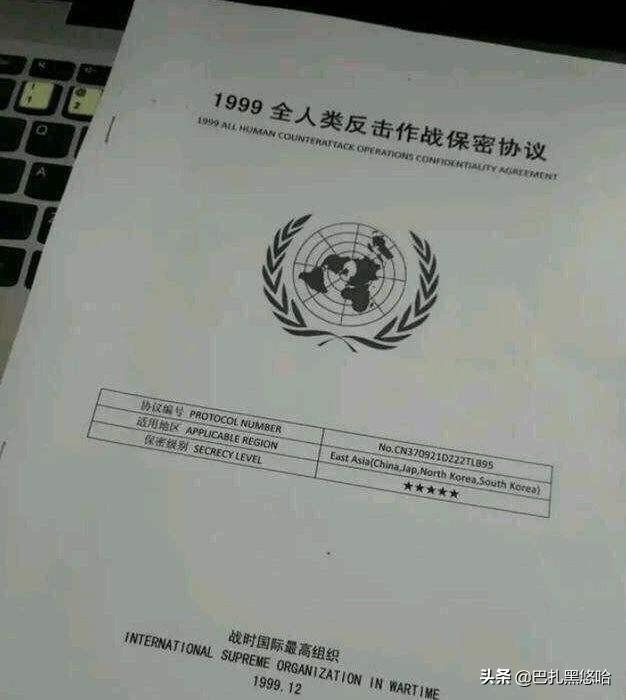 1999 全人类反击作战保密协议
1999 ALL HUMAN COUNTERATTACK OPERATIONS CONFIDENTIALITY AGREEMENT
协议编号 PROTOCOL NUMBER
No.CN370921DZ22TLB95
适用地区 APPLICABLE REGION
East Asia(China,Jap,North Korea,South Korea)
保密级别 SECRECY LEVEL
★★★★★
战时国际最高组织
INTERNATIONAL SUPREME ORGANIZATION IN WARTIME
1999.12
头条 @巴扎黑悠哈
1
2
Q
A